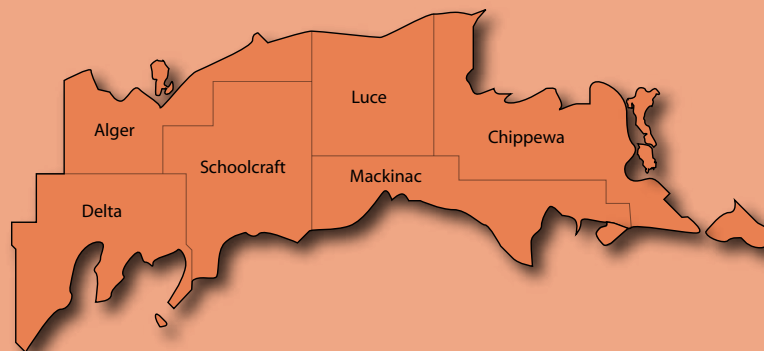 Luce
Alger
Chippewa
Schoolcraft
Mackinac
Delta